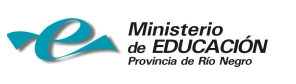 Ministerio
de EDUCACIÓN
Provincia de Río Negro